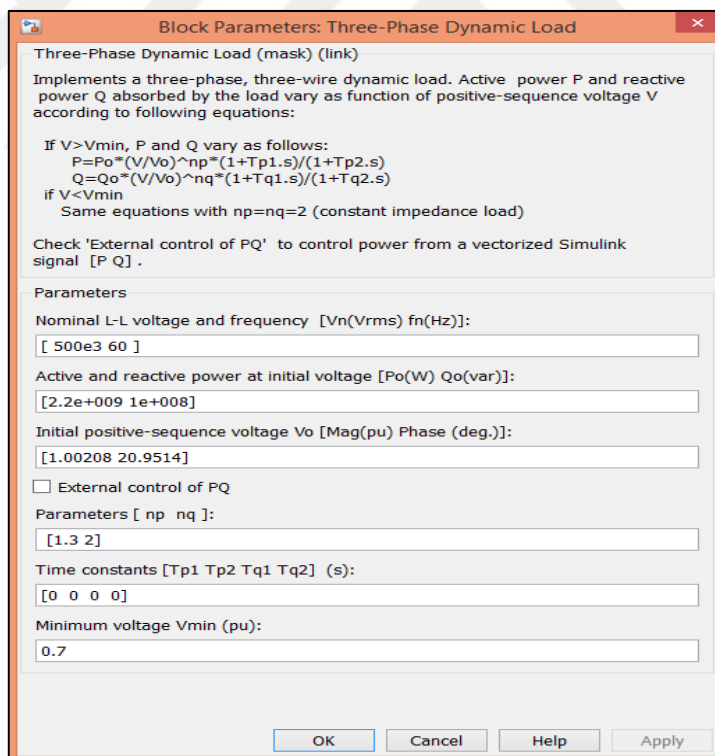 Block Parameters: Three-Phase Dynamic Load
Three-Phase Dynamic Load (mask) (link)
Implements a three-phase, three-wire dynamic load. Active power P and reactive
power Q absorbed by the load vary as function of positive-sequence voltage V
according to following equations:
If V>Vmin, P and Q vary as follows:
P=Po*(V/Vo)^np*(1+Tp1.s)/(1+Tp2.s)
Q=Qo*(V/Vo)^nq*(1+Tq1.s)/(1+Tq2.s)
if V<Vmin
Same equations with np=nq=2 (constant impedance load)
Check 'External control of PQ' to control power from a vectorized Simulink
signal [P Q] .
Parameters
Nominal L-L voltage and frequency [Vn(Vrms) fn(Hz)]:
[ 500e3 60 ]
Active and reactive power at initial voltage [Po(W) Qo(var)]:
[2.2e+009 1e+008]
Initial positive-sequence voltage Vo [Mag(pu) Phase (deg.)]:
[1.00208 20.9514]
External control of PQ
Parameters [ np nq ]:
[1.3 2]
Time constants [Tp1 Tp2 Tq1 Tq2] (s):
[0 0 0 0]
Minimum voltage Vmin (pu):
0.7
OK Cancel Help Apply